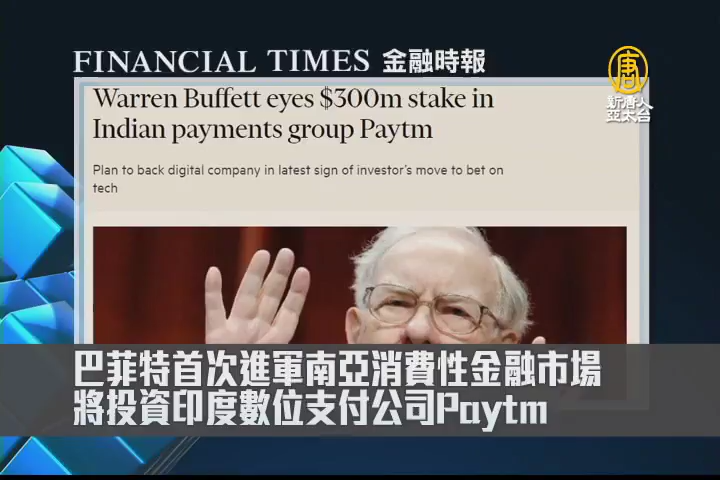 FINANCIAL TIMES 金融時報
唐
新唐人
亞太台
Warren Buffett eyes $300m stake in
Indian payments group Paytm
Plan to back digital company in latest sign of investor's move to bet on
tech
巴菲特首次進軍南亞消費性金融市場
將投資印度數位支付公司Paytm